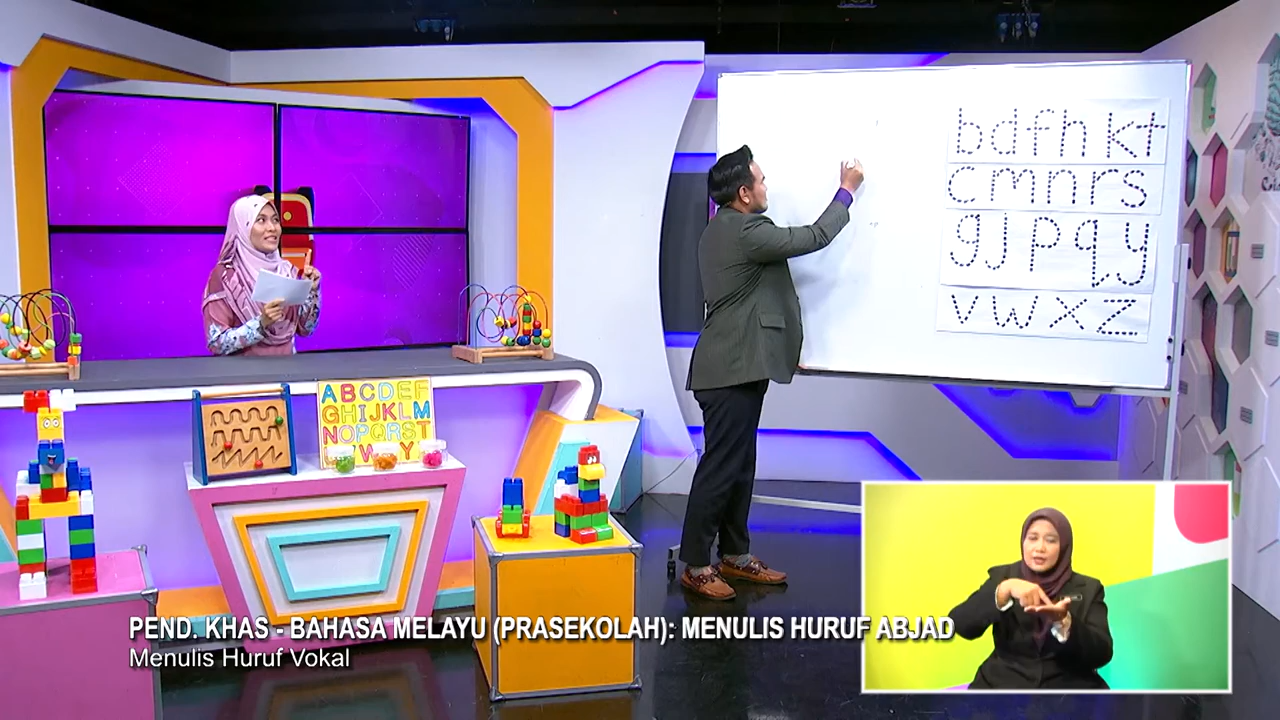 bdfhkt
cmnrs
gjpqy
vwxz
ABCDEF
GHIJKLM
NOPQRST
PEND. KHAS - BAHASA MELAYU (PRASEKOLAH): MENULIS HURUF ABJAD
Menulis Huruf Vokal